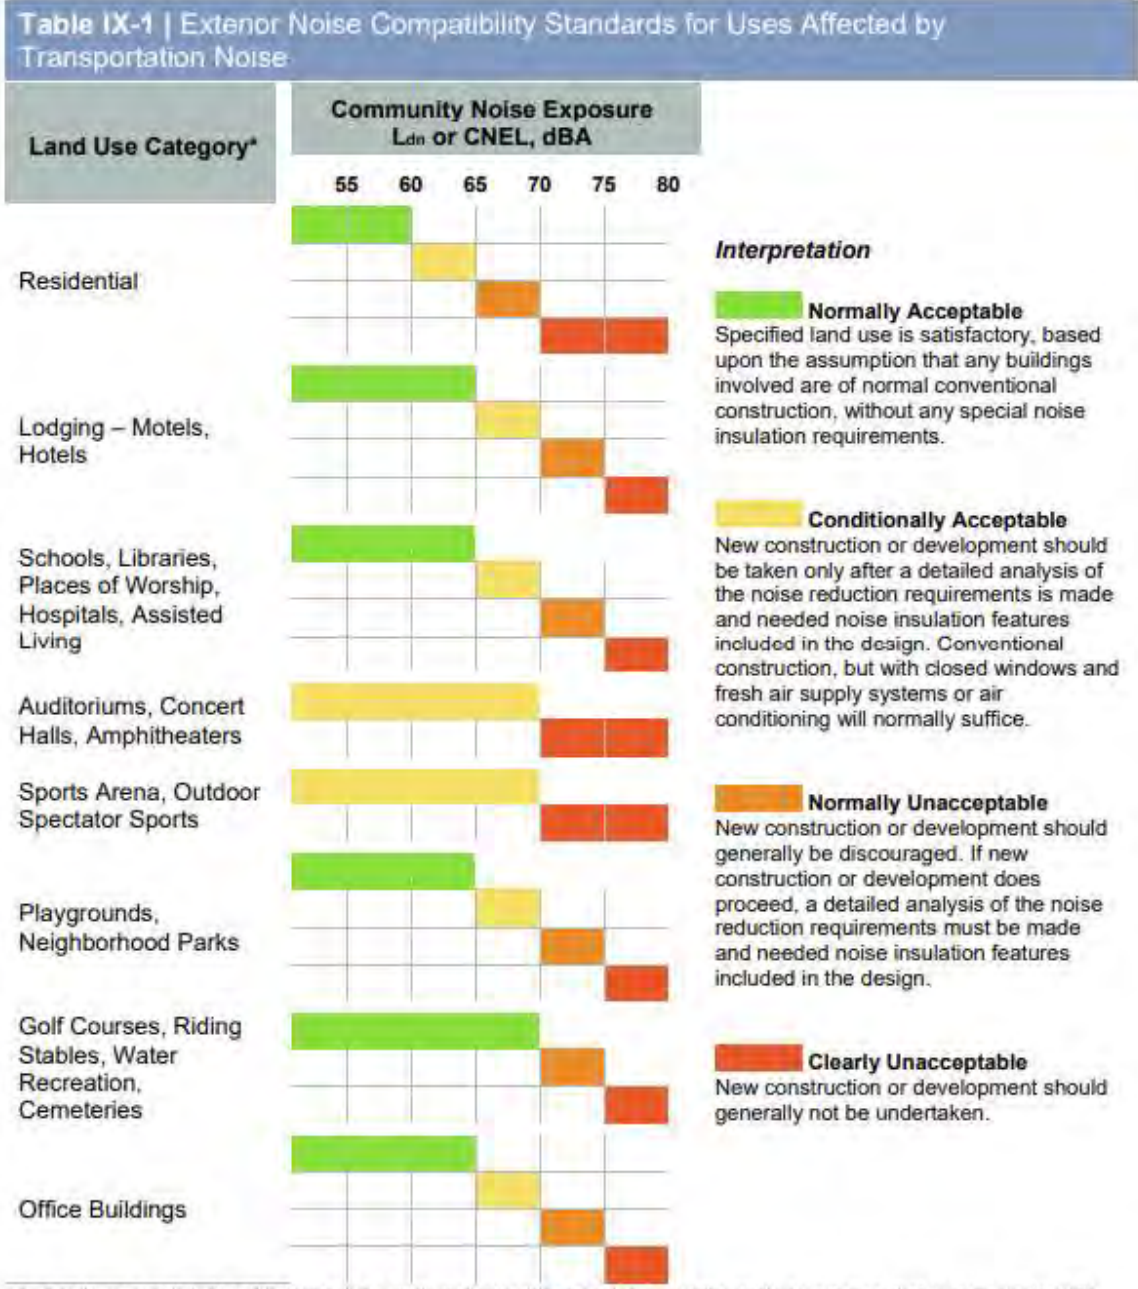 Table IX-1 | Exterior Noise Compatibility Standards for Uses Affected by
Transportation Noise
Land Use Category*
Community Noise Exposure
Ldn or CNEL, dBA
55 60 65 70 75 80
Residential
Lodging – Motels,
Hotels
Schools, Libraries,
Places of Worship,
Hospitals, Assisted
Living
Auditoriums, Concert
Halls, Amphitheaters
Sports Arena, Outdoor
Spectator Sports
Playgrounds,
Neighborhood Parks
Golf Courses, Riding
Stables, Water
Recreation,
Cemeteries
Office Buildings
Interpretation
Normally Acceptable
Specified land use is satisfactory, based
upon the assumption that any buildings
involved are of normal conventional
construction, without any special noise
insulation requirements.
Conditionally Acceptable
New construction or development should
be taken only after a detailed analysis of
the noise reduction requirements is made
and needed noise insulation features
included in the design. Conventional
construction, but with closed windows and
fresh air supply systems or air
conditioning will normally suffice.
Normally Unacceptable
New construction or development should
generally be discouraged. If new
construction or development does
proceed, a detailed analysis of the noise
reduction requirements must be made
and needed noise insulation features
included in the design.
Clearly Unacceptable
New construction or development should
generally not be undertaken.